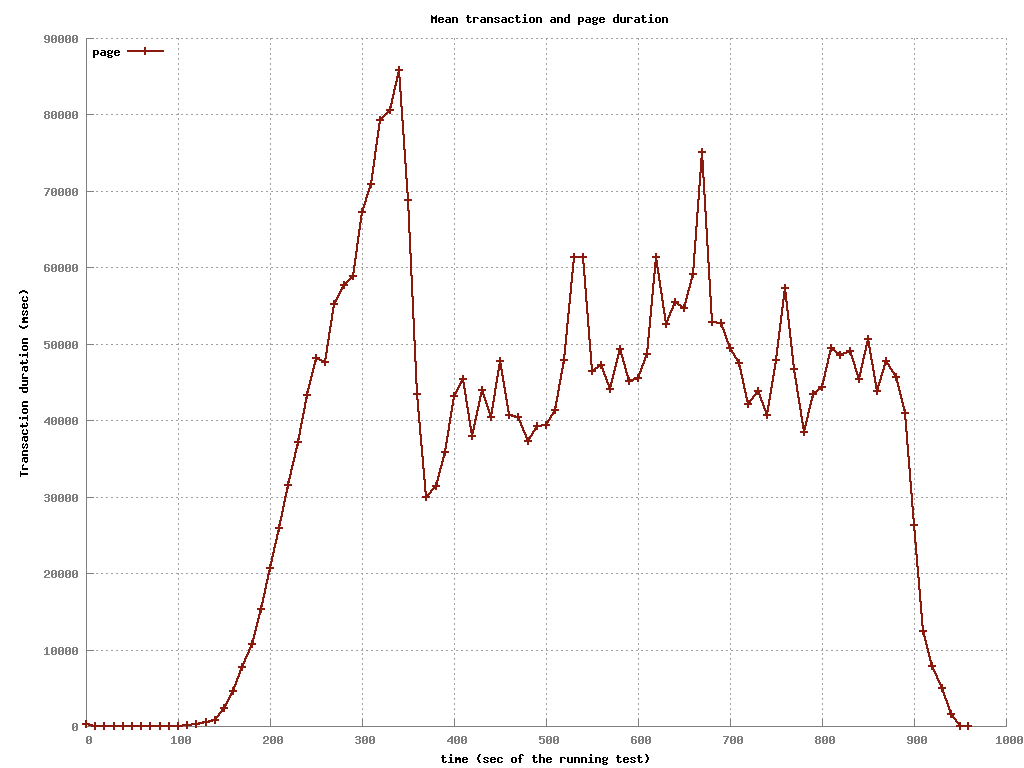 Mean transaction and page duration
90000
page
80000
70000
60000
50000
40000
30000
20000
10000
0
Transaction duration (msec)
0 100 200 300 400 500 600 700 800 900 1000
time (sec of the running test)